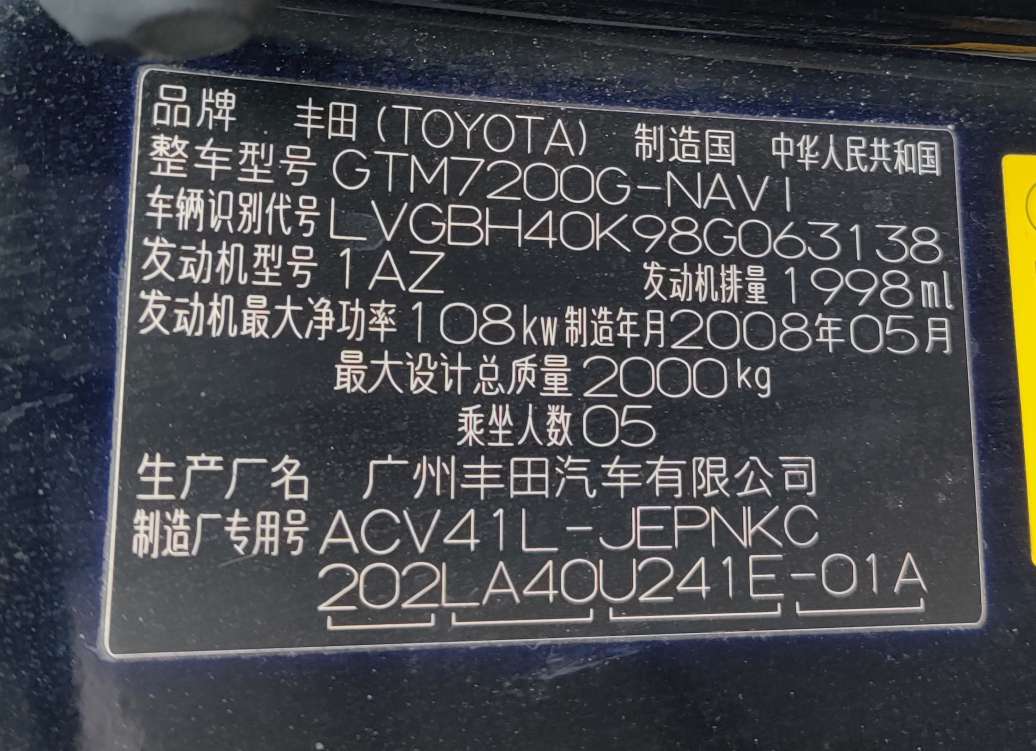 品牌 丰田(TOYOTA) 制造国 中华人民共和国
整车型号 GTM7200G-NAVI
车辆识别代号 LVGBH40K98G063138
发动机型号 1AZ 发动机排量 1998ml
发动机最大净功率 108kw 制造年月 2008年05月
最大设计总质量 2000kg
乘坐人数 05
生产厂名 广州丰田汽车有限公司
制造厂专用号 ACV41L-JEPNKC
202LA40U241E-01A